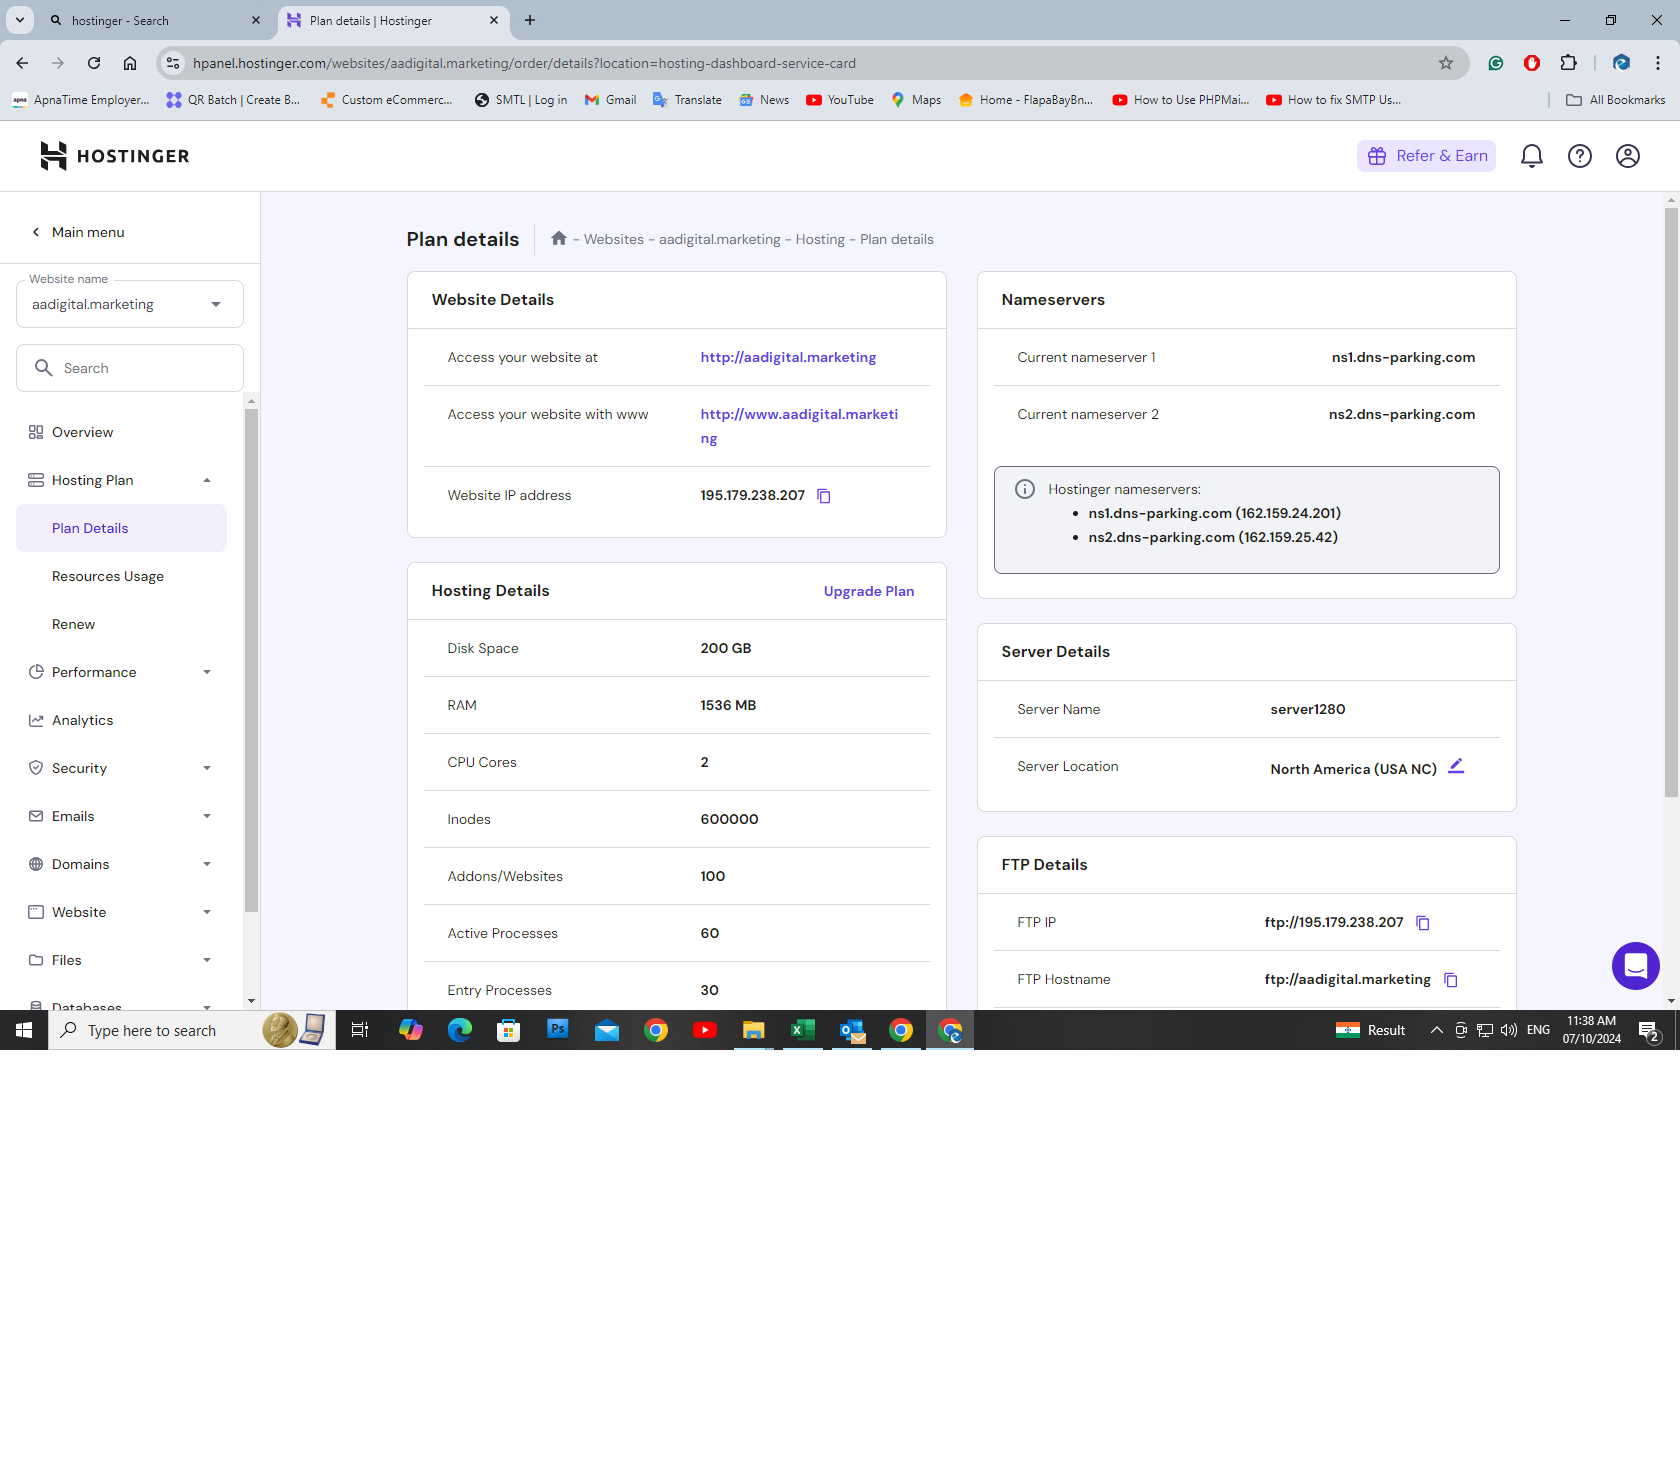 hostinger - Search
Plan details | Hostinger
hpanel.hostinger.com/websites/aadigital.marketing/order/details?location=hosting-dashboard-service-card
apna ApnaTime Employer...
QR Batch | Create B...
Custom eCommerc...
SMTL | Log in
Gmail
Translate
News
YouTube
Maps
Home - FlapaBayBn...
How to Use PHPMai...
How to fix SMTP Us...
All Bookmarks
HOSTINGER
Refer & Earn
Main menu
Website name
aadigital.marketing
Search
Overview
Hosting Plan
Plan Details
Resources Usage
Renew
Performance
Analytics
Security
Emails
Domains
Website
Files
Databases
Plan details
- Websites - aadigital.marketing - Hosting - Plan details
Website Details
Access your website at http://aadigital.marketing
Access your website with www http://www.aadigital.marketi
ng
Website IP address 195.179.238.207
Hosting Details Upgrade Plan
Disk Space 200 GB
RAM 1536 MB
CPU Cores 2
Inodes 600000
Addons/Websites 100
Active Processes 60
Entry Processes 30
Nameservers
Current nameserver 1 ns1.dns-parking.com
Current nameserver 2 ns2.dns-parking.com
Hostinger nameservers:
• ns1.dns-parking.com (162.159.24.201)
• ns2.dns-parking.com (162.159.25.42)
Server Details
Server Name server1280
Server Location North America (USA NC)
FTP Details
FTP IP ftp://195.179.238.207
FTP Hostname ftp://aadigital.marketing
Type here to search
Ps
Result
ENG
11:38 AM
07/10/2024
2